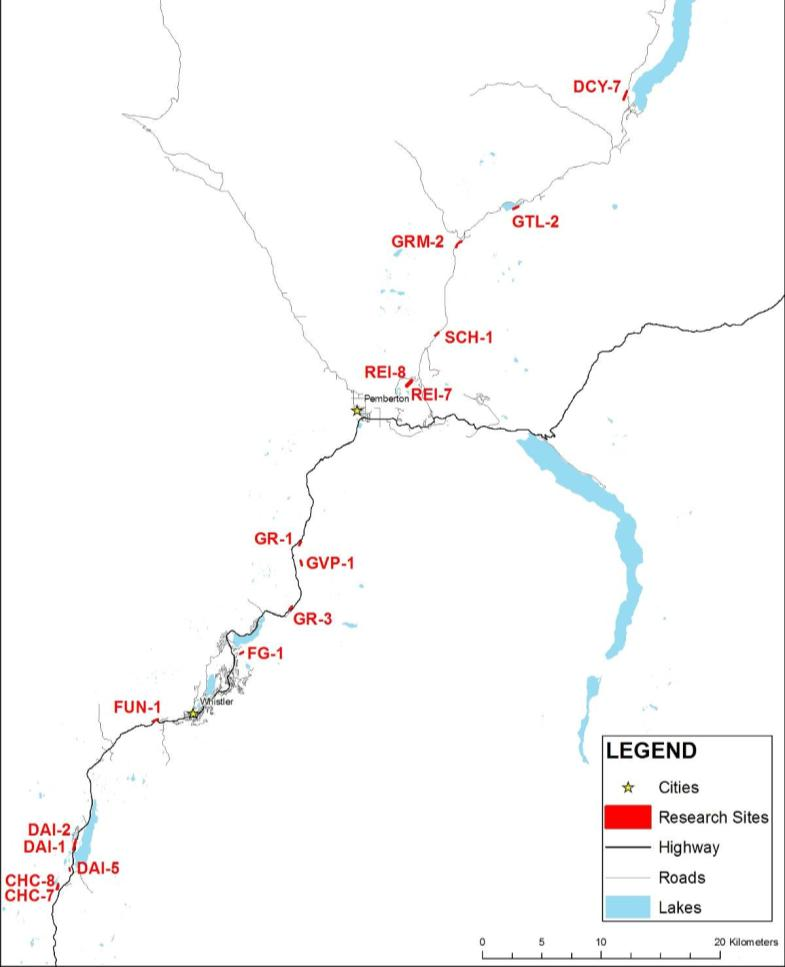 DCY-7
GTL-2
GRM-2
SCH-1
REI-8
REI-7
Pemberton
GR-1
GVP-1
GR-3
FG-1
Whistler
FUN-1
DAI-2
DAI-1
DAI-5
CHC-8
CHC-7
LEGEND
Cities
Research Sites
Highway
Roads
Lakes
0 5 10 20 Kilometers